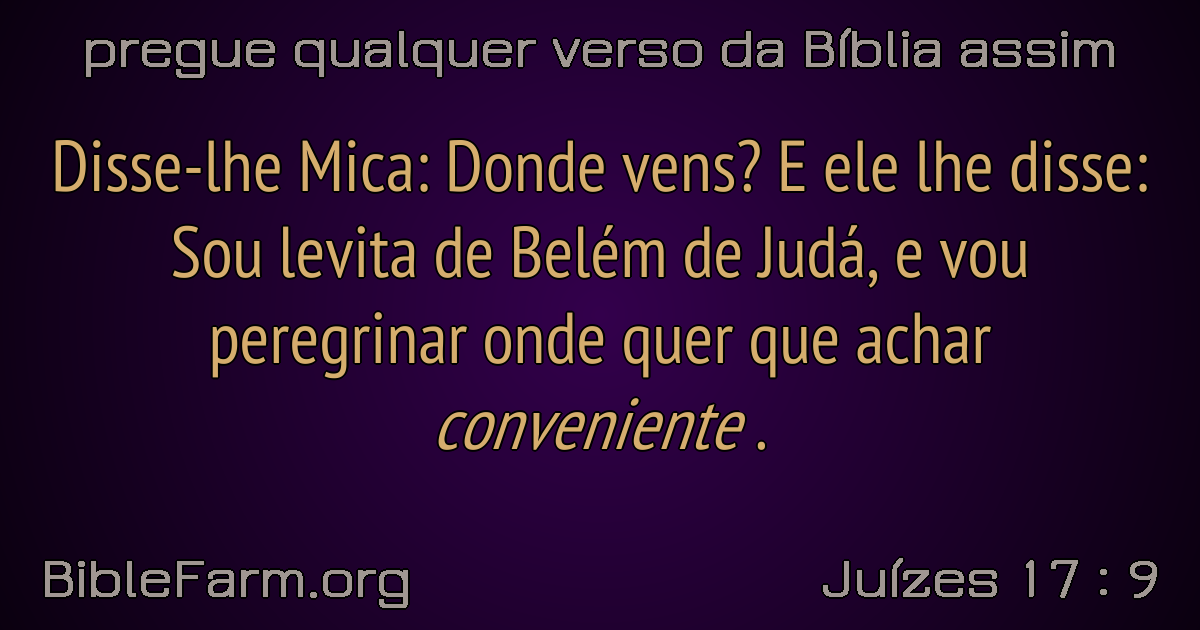 pregue qualquer verso da Bíblia assim
Disse-lhe Mica: Donde vens? E ele lhe disse:
Sou levita de Belém de Judá, e vou
peregrinar onde quer que achar
conveniente .
BibleFarm.org
Juízes 17 : 9